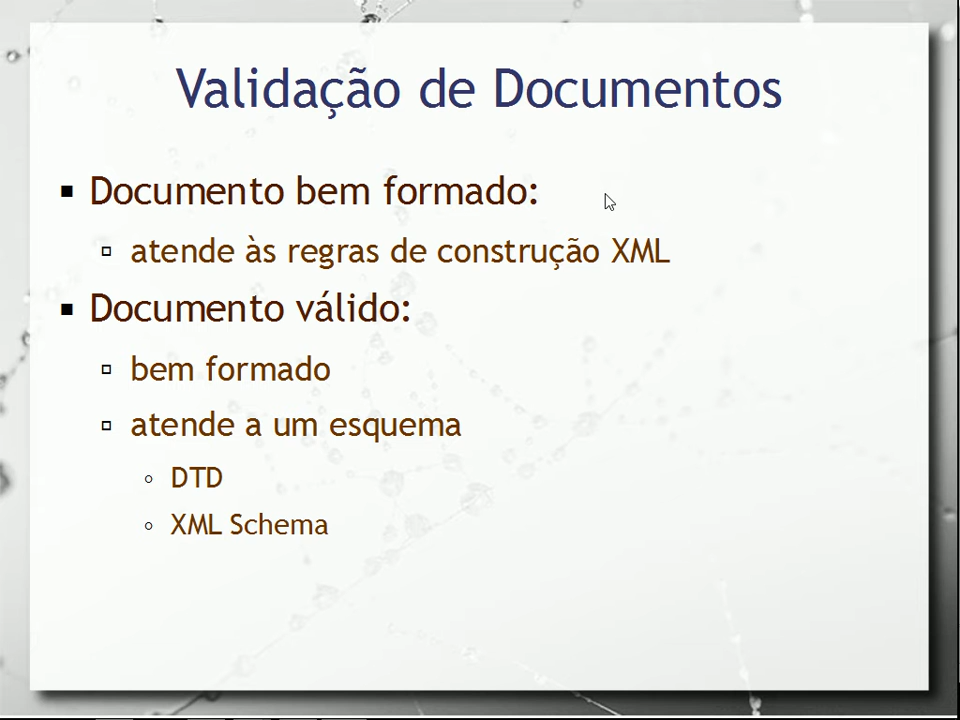 Validação de Documentos
Documento bem formado:
atende às regras de construção XML
Documento válido:
bem formado
atende a um esquema
DTD
XML Schema